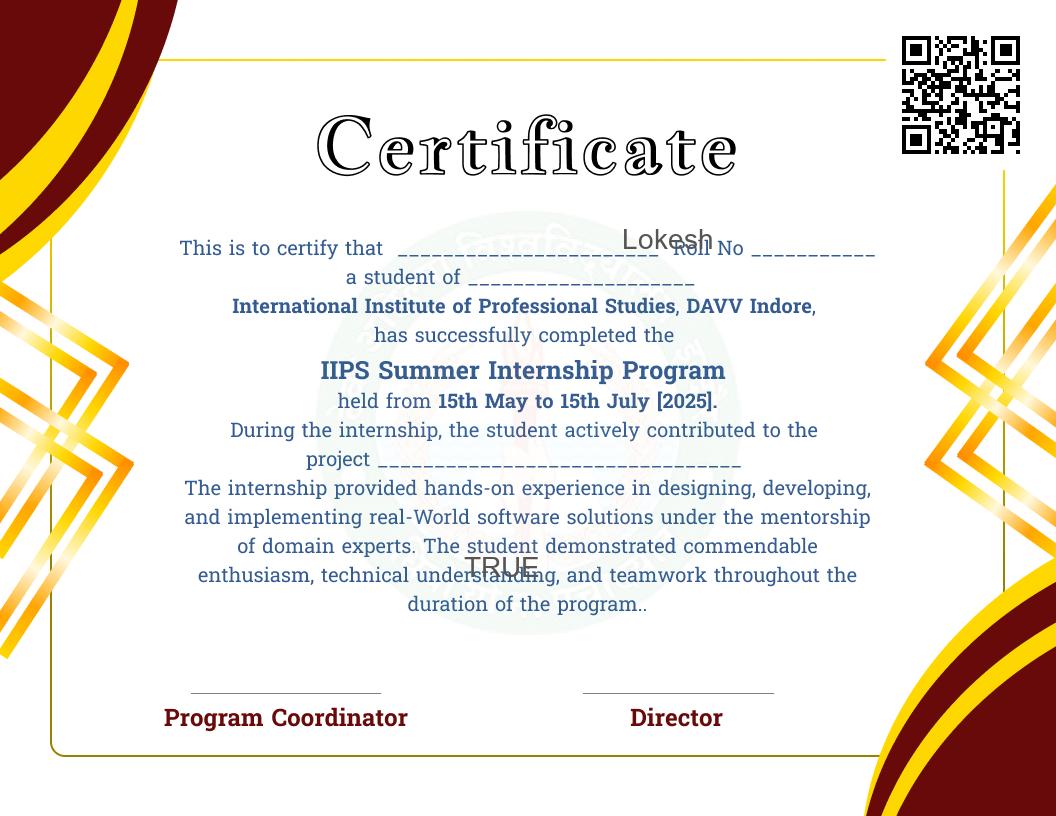 Certificate
Lokesh
This is to certify that _______________________ Roll No ___________
a student of ____________________
International Institute of Professional Studies, DAVV Indore,
has successfully completed the
IIPS Summer Internship Program
held from 15th May to 15th July [2025].
During the internship, the student actively contributed to the
project ________________________________
The internship provided hands-on experience in designing, developing,
and implementing real-World software solutions under the mentorship
of domain experts. The student demonstrated commendable
TRUE
enthusiasm, technical understanding, and teamwork throughout the
duration of the program..
Program Coordinator Director